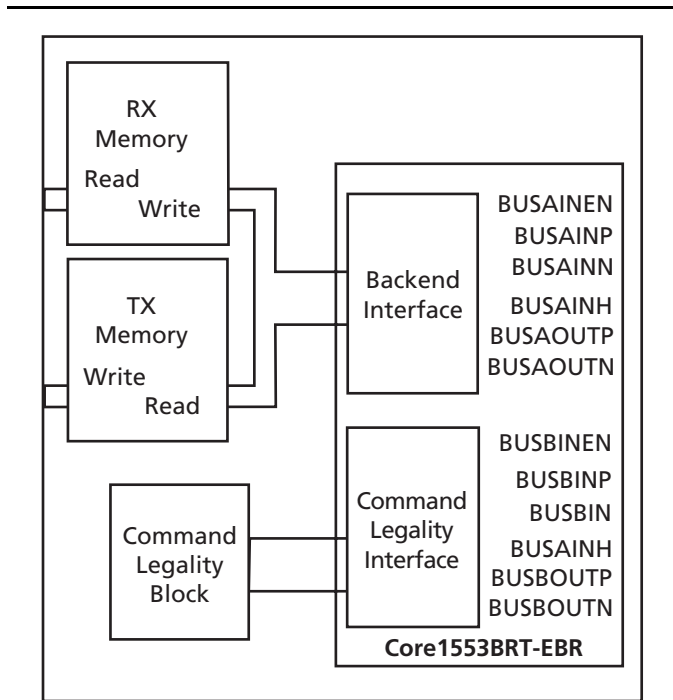 RX
Memory
Read
Write
TX
Memory
Write
Read
Command
Legality
Block
Backend
Interface
Command
Legality
Interface
BUSAINEN
BUSAINP
BUSAINN
BUSAINH
BUSAOUTP
BUSAOUTN
BUSBINEN
BUSBINP
BUSBIN
BUSAINH
BUSBOUTP
BUSBOUTN
Core1553BRT-EBR